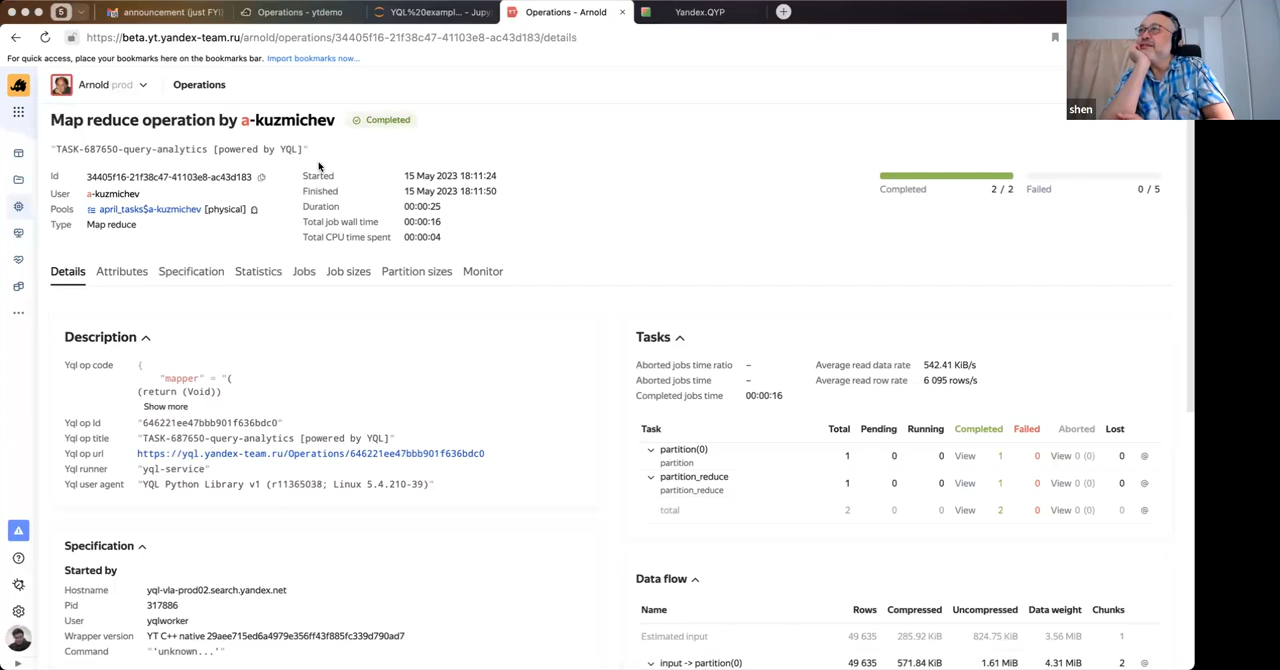 5
announcement (just FYI)
Operations - ytdemo
YQL%20exampl... - Jupy
Operations - Arnold
Yandex.QYP
https://beta.yt.yandex-team.ru/arnold/operations/34405f16-21f38c47-41103e8-ac43d183/details
For quick access, place your bookmarks here on the bookmarks bar. Import bookmarks now...
shen
Arnold prod
Operations
Map reduce operation by a-kuzmichev
Completed
"TASK-687650-query-analytics [powered by YQL]"
Id 34405f16-21f38c47-41103e8-ac43d183
User a-kuzmichev
Pools april_tasks$a-kuzmichev [physical]
Type Map reduce
Started 15 May 2023 18:11:24
Finished 15 May 2023 18:11:50
Duration 00:00:25
Total job wall time 00:00:16
Total CPU time spent 00:00:04
Completed 2 / 2
Failed 0 / 5
Details Attributes Specification Statistics Jobs Job sizes Partition sizes Monitor
Description
Yql op code {
"mapper" = "(
(return (Void))
Show more
Yql op Id "646221ee47bbb901f636bdc0"
Yql op title "TASK-687650-query-analytics [powered by YQL]"
Yql op url https://yql.yandex-team.ru/Operations/646221ee47bbb901f636bdc0
Yql runner "yql-service"
Yql user agent "YQL Python Library v1 (r11365038; Linux 5.4.210-39)"
Specification
Started by
Hostname yql-vla-prod02.search.yandex.net
Pid 317886
User yqlworker
Wrapper version YT C++ native 29aee715ed6a4979e356ff43f885fc339d790ad7
Command "'unknown...'"
Tasks
Aborted jobs time ratio –
Aborted jobs time –
Completed jobs time 00:00:16
Average read data rate 542.41 KiB/s
Average read row rate 6 095 rows/s
Task Total Pending Running Completed Failed Aborted Lost
partition(0) 1 0 0 View 1 0 View 0 (0) 0 @
partition
partition_reduce 1 0 0 View 1 0 View 0 (0) 0 @
partition_reduce
total 2 0 0 View 2 0 View 0 (0) 0 @
Data flow
Name Rows Compressed Uncompressed Data weight Chunks
Estimated input 49 635 285.92 KiB 824.75 KiB 3.56 MiB 1
input -> partition(0) 49 635 571.84 KiB 1.61 MiB 4.31 MiB 2